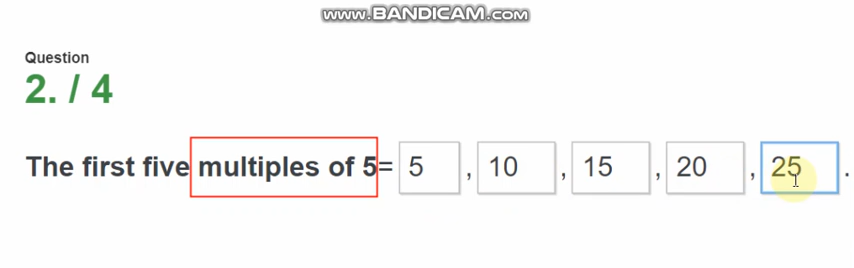 www.BANDICAM.com
Question
2. / 4
The first five multiples of 5= 5 , 10 , 15 , 20 , 25 .